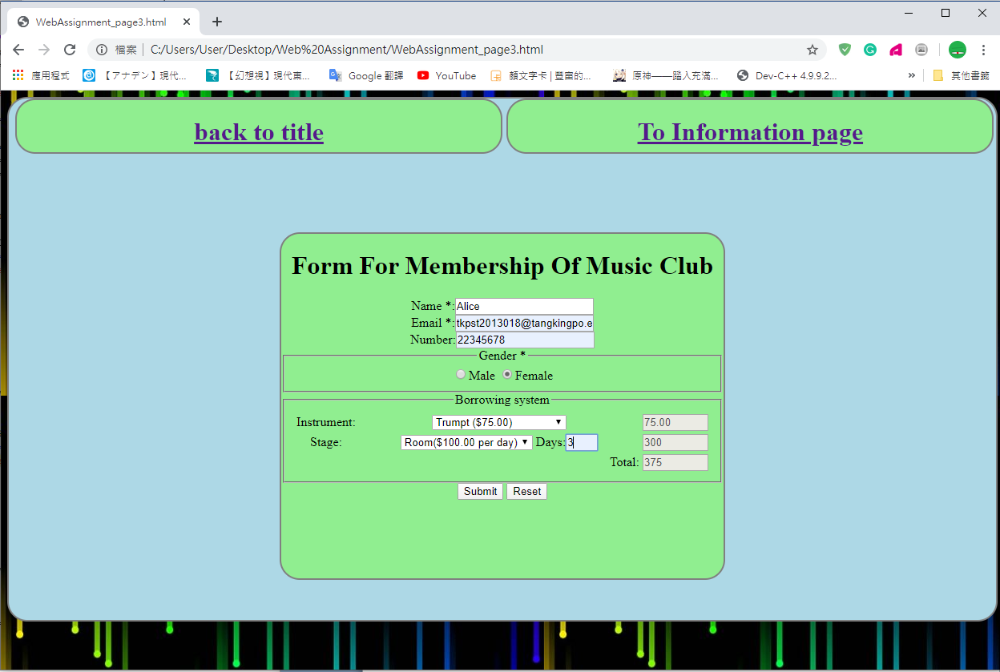 WebAssignment_page3.html
檔案 C:/Users/User/Desktop/Web%20Assignment/WebAssignment_page3.html
應用程式 【アナデン】現代... 【幻想視】現代東... Google 翻譯 YouTube 顏文字卡 | 豐富的... 原神——踏入充滿... Dev-C++ 4.9.9.2... » 其他書籤
back to title To Information page
Form For Membership Of Music Club
Name *: Alice
Email *: tkpst2013018@tangkingpo.e
Number: 22345678
Gender *
Male Female
Borrowing system
Instrument: Trumpt ($75.00) 75.00
Stage: Room($100.00 per day) Days: 3 300
Total: 375
Submit Reset